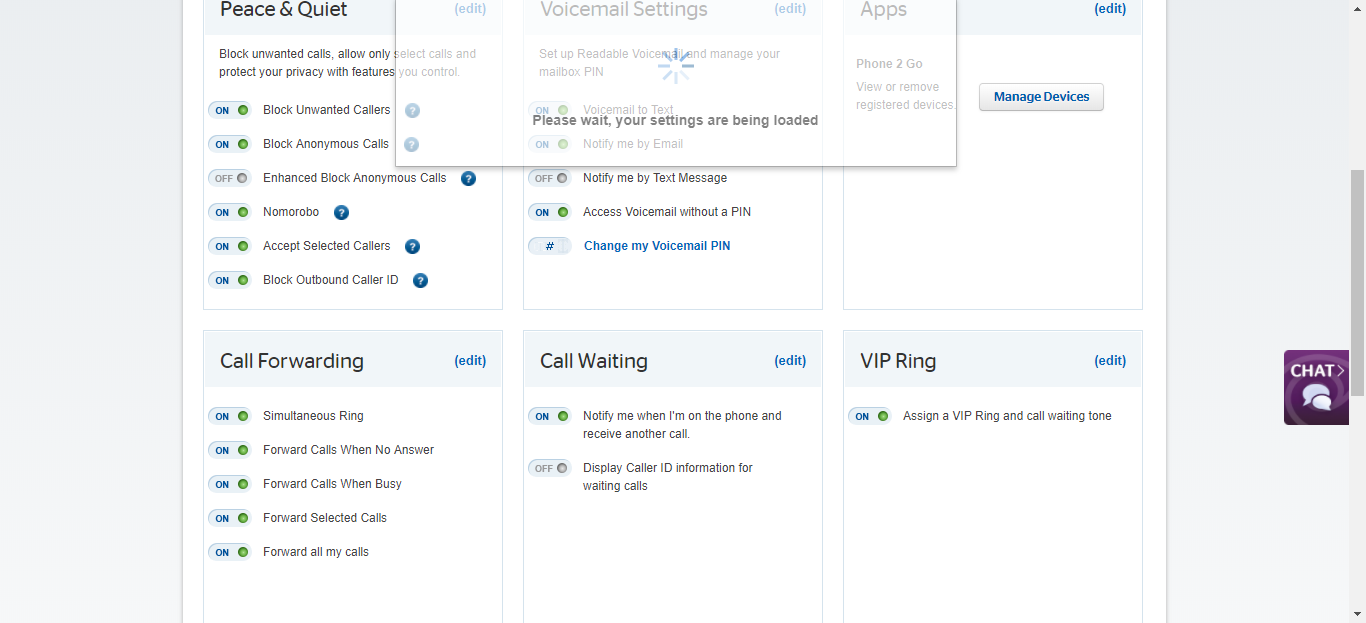 Peace & Quiet (edit)
Block unwanted calls, allow only select calls and
protect your privacy with features you control.
ON Block Unwanted Callers ?
ON Block Anonymous Calls ?
OFF Enhanced Block Anonymous Calls ?
ON Nomorobo ?
ON Accept Selected Callers ?
ON Block Outbound Caller ID ?
Voicemail Settings (edit)
Set up Readable Voicemail and manage your
mailbox PIN
ON Voicemail to Text
Please wait, your settings are being loaded
ON Notify me by Email
OFF Notify me by Text Message
ON Access Voicemail without a PIN
# Change my Voicemail PIN
Apps (edit)
Phone 2 Go
View or remove
registered devices.
Manage Devices
Call Forwarding (edit)
ON Simultaneous Ring
ON Forward Calls When No Answer
ON Forward Calls When Busy
ON Forward Selected Calls
ON Forward all my calls
Call Waiting (edit)
ON Notify me when I'm on the phone and
receive another call.
OFF Display Caller ID information for
waiting calls
VIP Ring (edit)
ON Assign a VIP Ring and call waiting tone
CHAT>